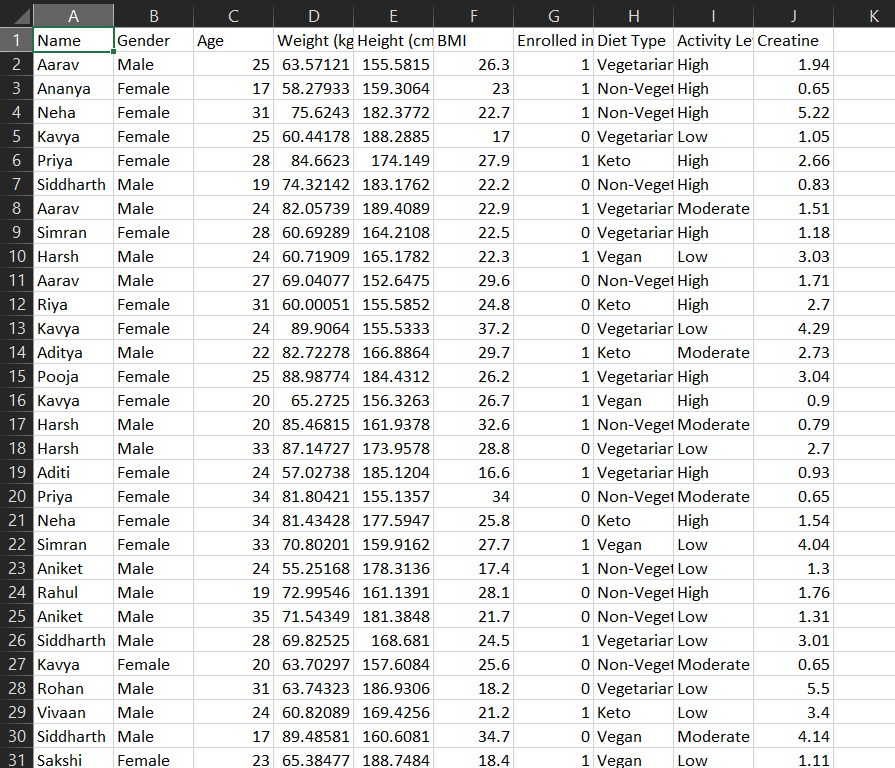 A B C D E F G H I J K
1 Name Gender Age Weight (kg Height (cm BMI Enrolled in Diet Type Activity Le Creatine
2 Aarav Male 25 63.57121 155.5815 26.3 1 Vegetarian High 1.94
3 Ananya Female 17 58.27933 159.3064 23 1 Non-Veget High 0.65
4 Neha Female 31 75.6243 182.3772 22.7 1 Non-Veget High 5.22
5 Kavya Female 25 60.44178 188.2885 17 0 Vegetarian Low 1.05
6 Priya Female 28 84.6623 174.149 27.9 1 Keto High 2.66
7 Siddharth Male 19 74.32142 183.1762 22.2 0 Non-Veget High 0.83
8 Aarav Male 24 82.05739 189.4089 22.9 1 Vegetarian Moderate 1.51
9 Simran Female 28 60.69289 164.2108 22.5 0 Vegetarian High 1.18
10 Harsh Male 24 60.71909 165.1782 22.3 1 Vegan Low 3.03
11 Aarav Male 27 69.04077 152.6475 29.6 0 Non-Veget High 1.71
12 Riya Female 31 60.00051 155.5852 24.8 0 Keto High 2.7
13 Kavya Female 24 89.9064 155.5333 37.2 0 Vegetarian Low 4.29
14 Aditya Male 22 82.72278 166.8864 29.7 1 Keto Moderate 2.73
15 Pooja Female 25 88.98774 184.4312 26.2 1 Vegetarian High 3.04
16 Kavya Female 20 65.2725 156.3263 26.7 1 Vegan High 0.9
17 Harsh Male 20 85.46815 161.9378 32.6 1 Non-Veget Moderate 0.79
18 Harsh Male 33 87.14727 173.9578 28.8 0 Vegetarian Low 2.7
19 Aditi Female 24 57.02738 185.1204 16.6 1 Vegetarian High 0.93
20 Priya Female 34 81.80421 155.1357 34 0 Non-Veget Moderate 0.65
21 Neha Female 34 81.43428 177.5947 25.8 0 Keto High 1.54
22 Simran Female 33 70.80201 159.9162 27.7 1 Vegan Low 4.04
23 Aniket Male 24 55.25168 178.3136 17.4 1 Non-Veget Low 1.3
24 Rahul Male 19 72.99546 161.1391 28.1 0 Non-Veget High 1.76
25 Aniket Male 35 71.54349 181.3848 21.7 0 Non-Veget Low 1.31
26 Siddharth Male 28 69.82525 168.681 24.5 1 Vegetarian Low 3.01
27 Kavya Female 20 63.70297 157.6084 25.6 0 Non-Veget Moderate 0.65
28 Rohan Male 31 63.74323 186.9306 18.2 0 Vegetarian Low 5.5
29 Vivaan Male 24 60.82089 169.4256 21.2 1 Keto Low 3.4
30 Siddharth Male 17 89.48581 160.6081 34.7 0 Vegan Moderate 4.14
31 Sakshi Female 23 65.38477 188.7484 18.4 1 Vegan Low 1.11